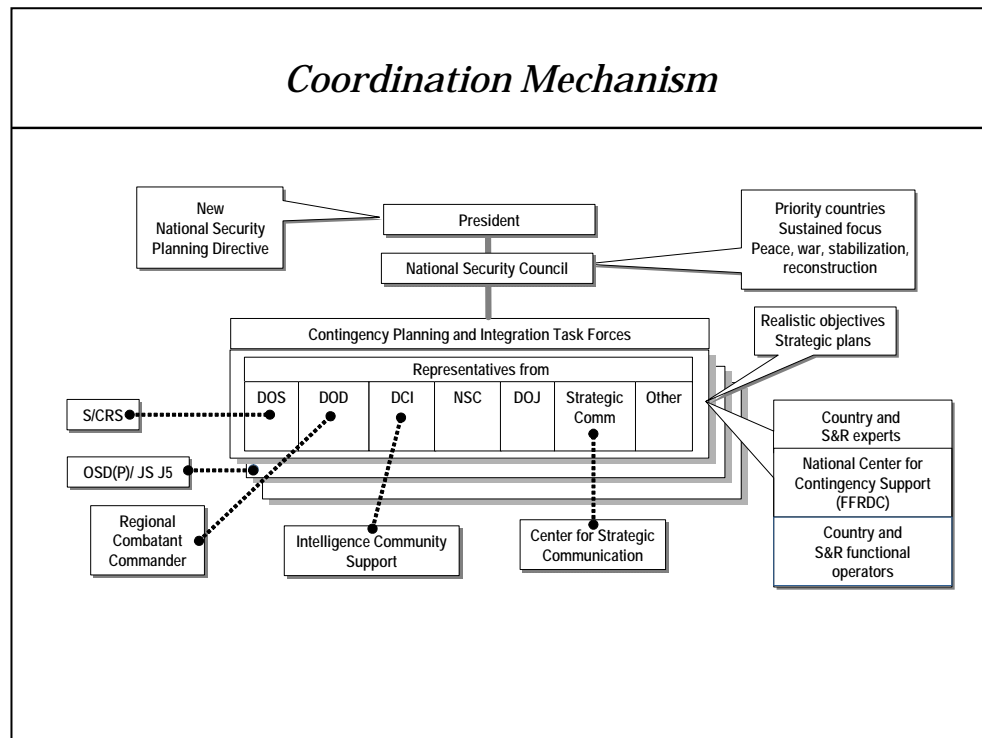 Coordination Mechanism
New
National Security
Planning Directive
President
National Security Council
Priority countries
Sustained focus
Peace, war, stabilization,
reconstruction
Contingency Planning and Integration Task Forces
Realistic objectives
Strategic plans
Representatives from
DOS
DOD
DCI
NSC
DOJ
Strategic
Comm
Other
S/CRS
OSD(P)/ JS J5
Regional
Combatant
Commander
Intelligence Community
Support
Center for Strategic
Communication
Country and
S&R experts
National Center for
Contingency Support
(FFRDC)
Country and
S&R functional
operators